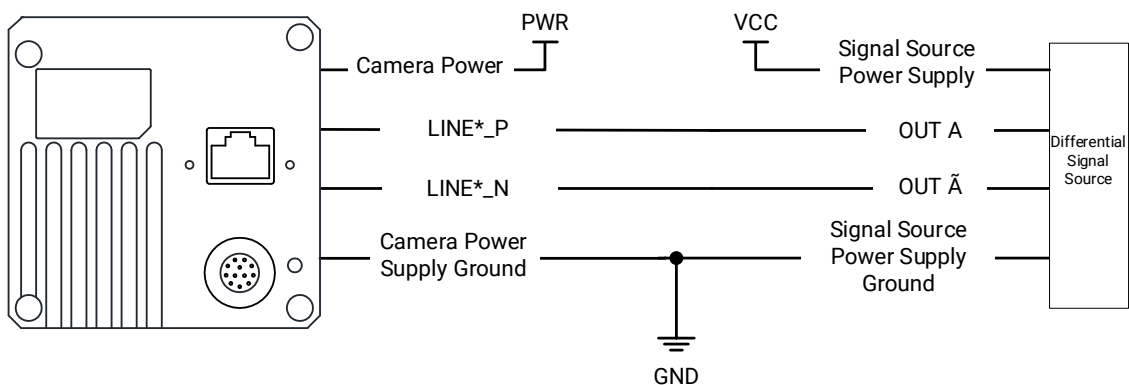 PWR
VCC
Camera Power
Signal Source
Power Supply
LINE*_P
OUT A
Differential
Signal
Source
LINE*_N
OUT Ã
Camera Power
Supply Ground
Signal Source
Power Supply
Ground
GND